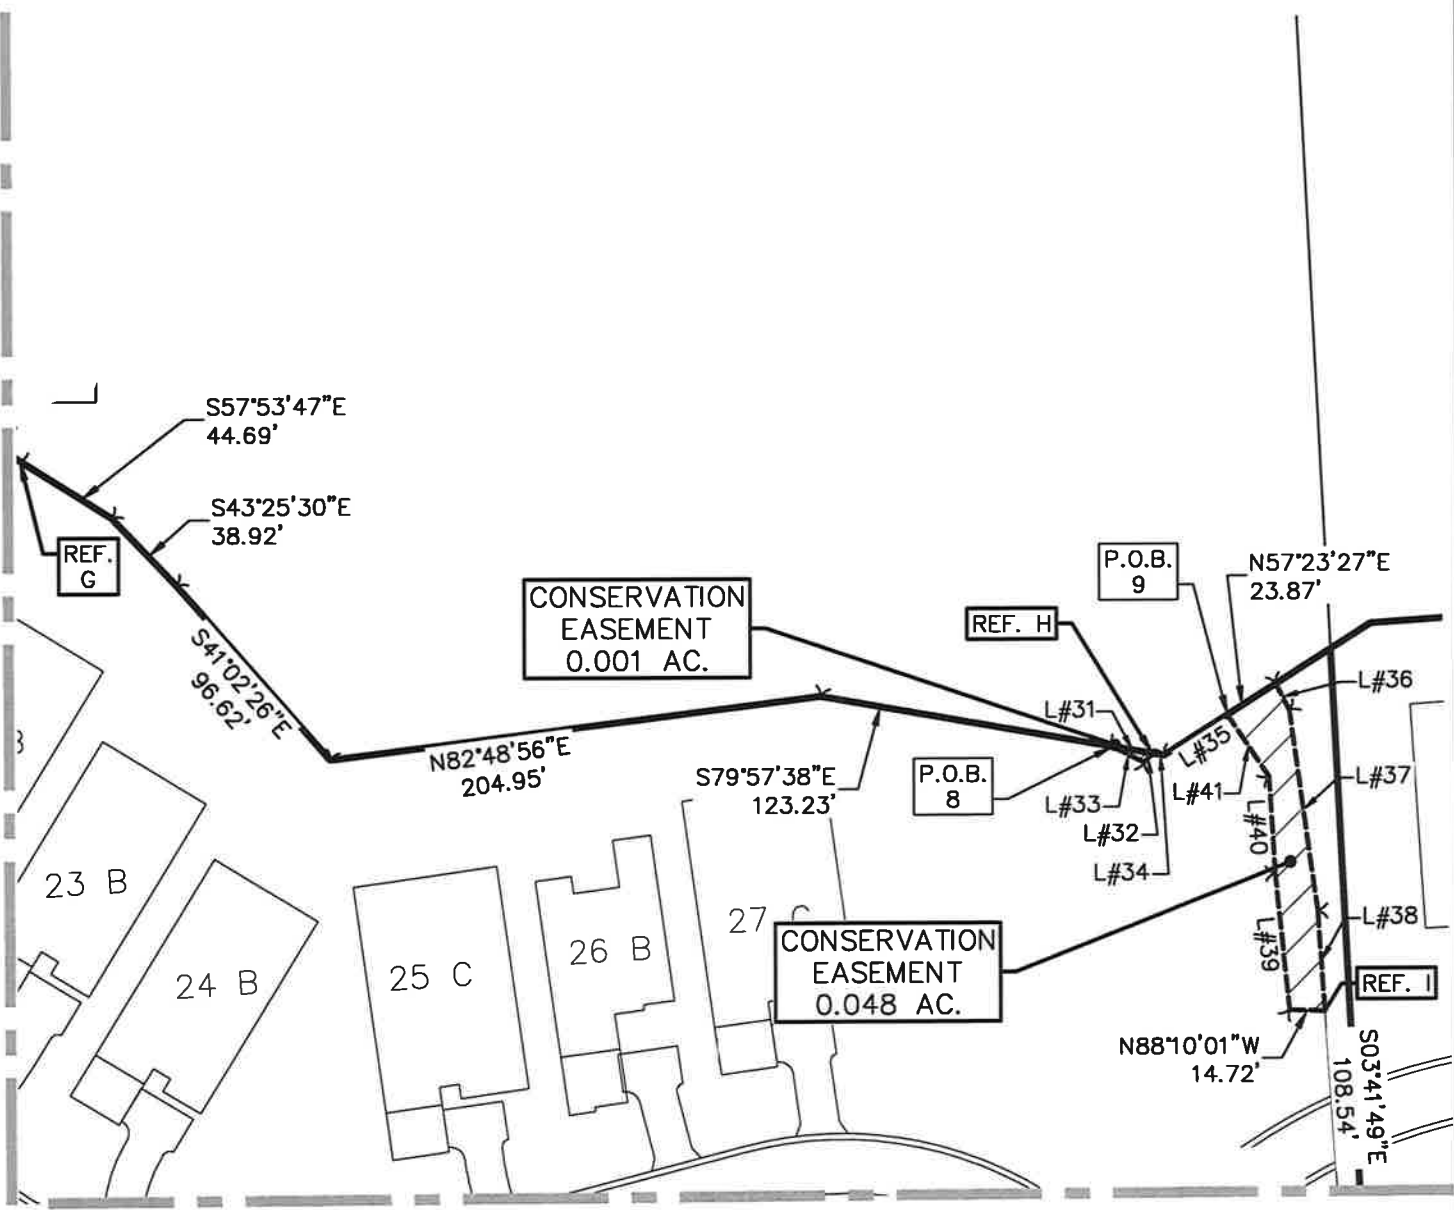 S57°53'47"E
44.69'
S43°25'30"E
38.92'
REF.
G
S41°02'26"E
96.62'
CONSERVATION
EASEMENT
0.001 AC.
N82°48'56"E
204.95'
S79°57'38"E
123.23'
REF. H
P.O.B.
9
N57°23'27"E
23.87'
L#31
L#35
L#36
P.O.B.
8
L#33
L#32
L#34
L#41
L#37
L#40
L#38
L#39
REF. I
23 B
24 B
25 C
26 B
27 C
CONSERVATION
EASEMENT
0.048 AC.
N88°10'01"W
14.72'
S03°41'49"E
108.54'